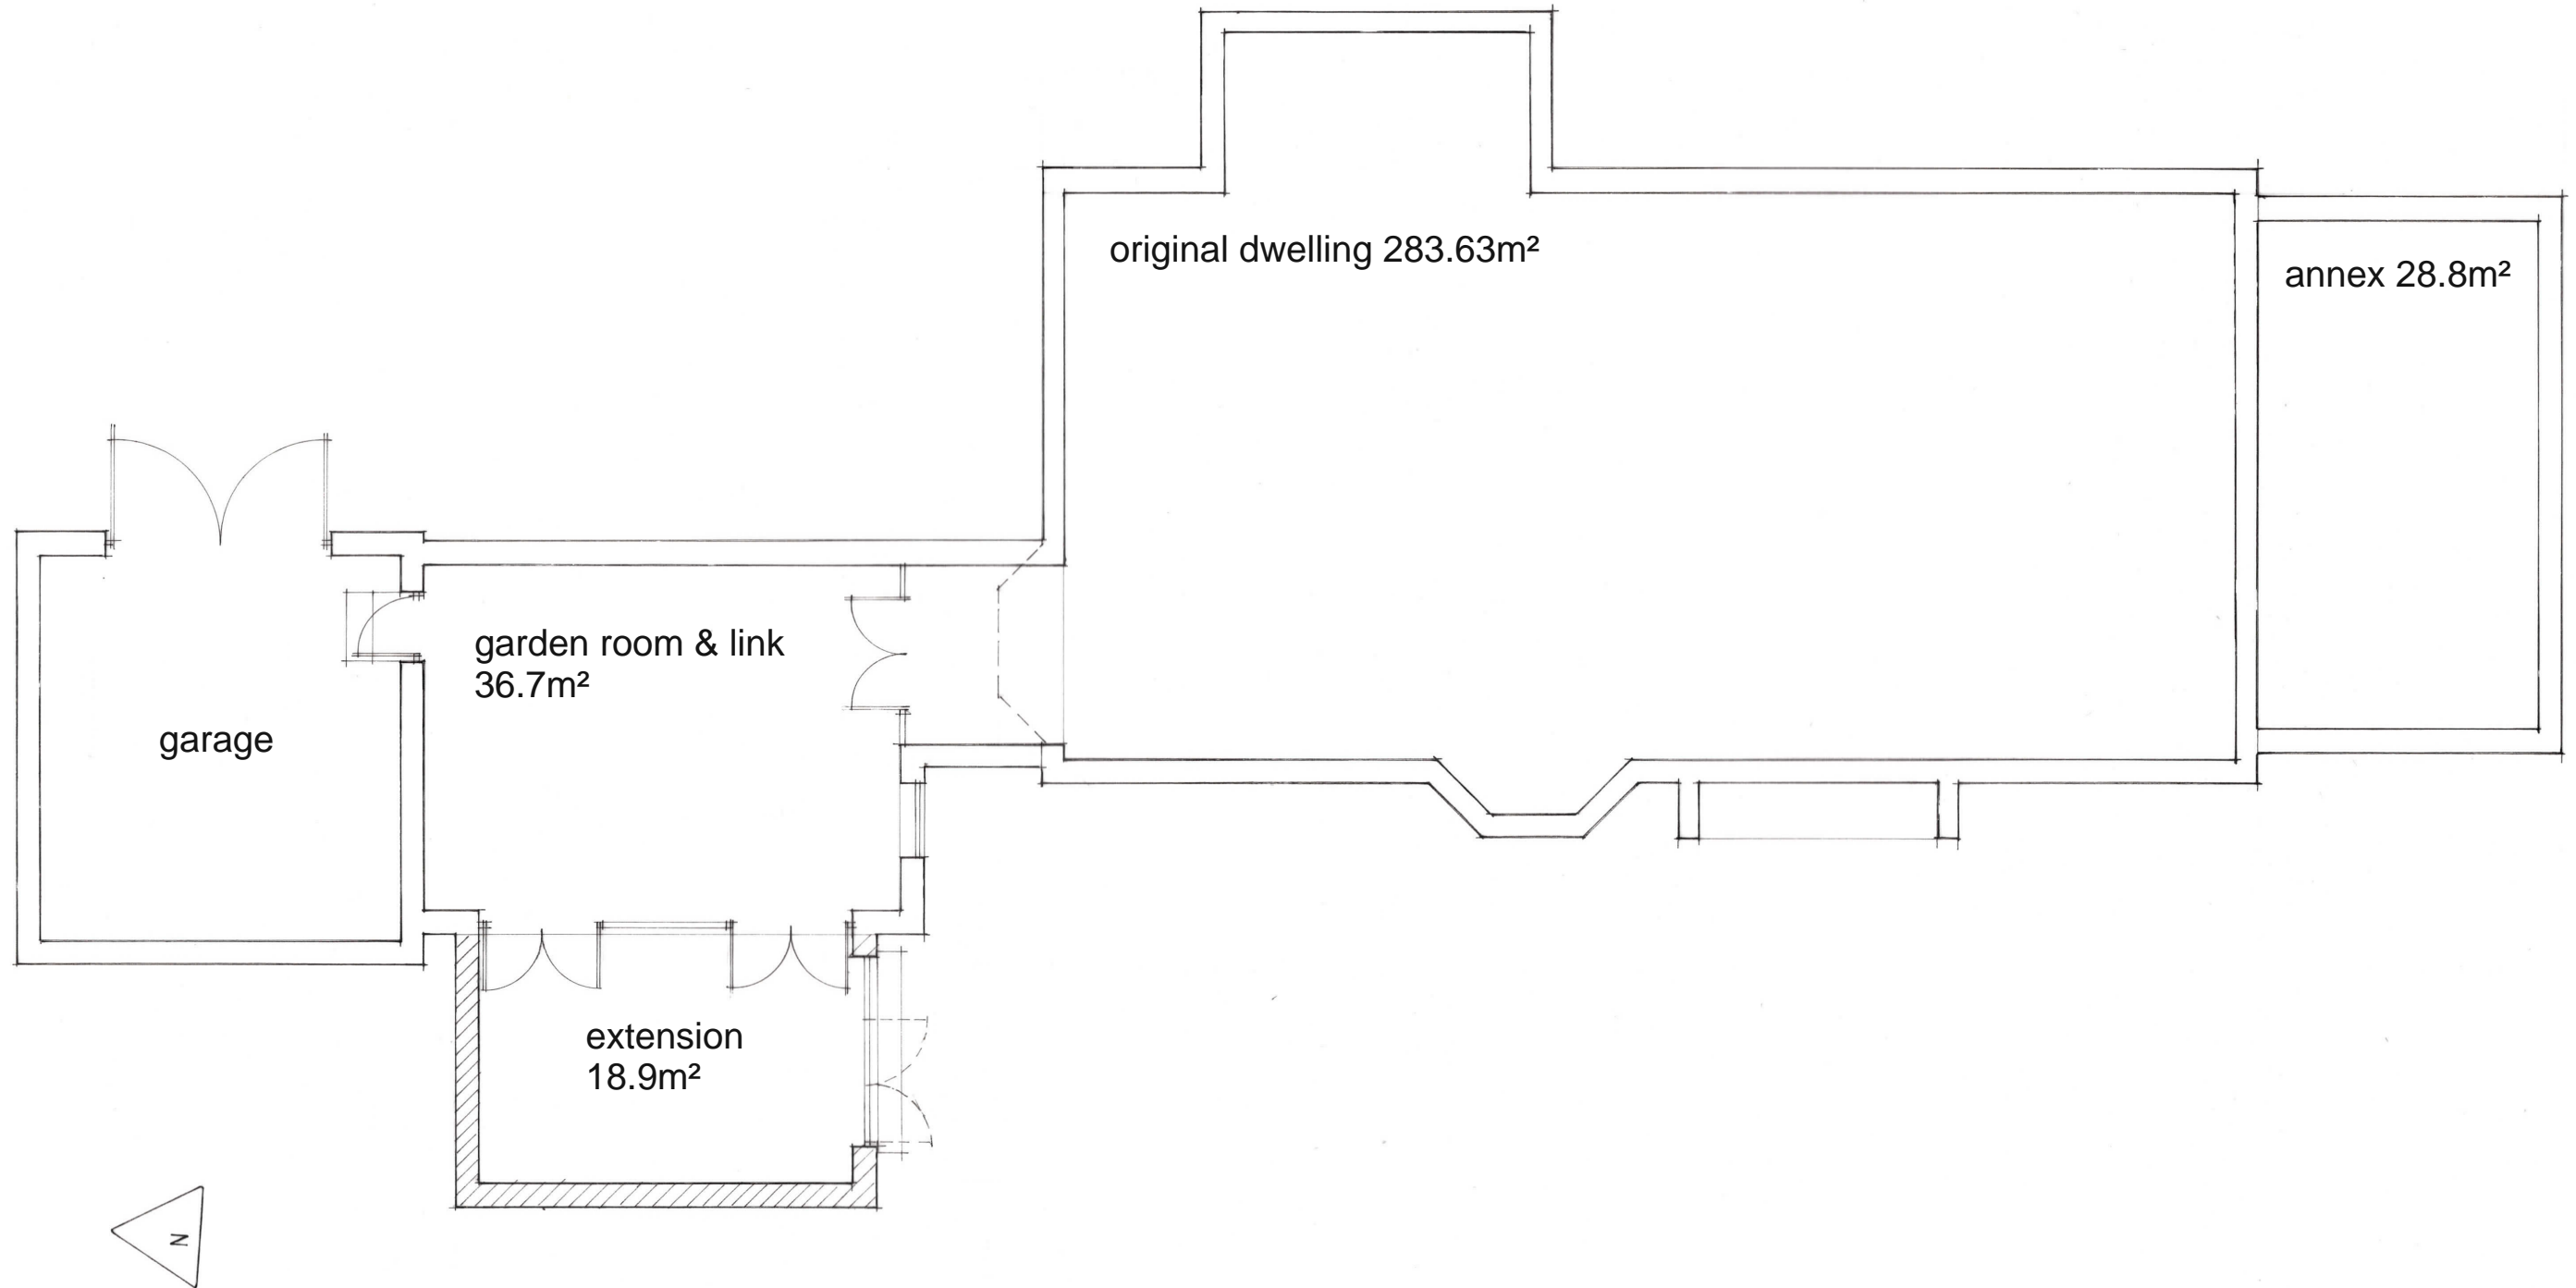 original dwelling 283.63m²
annex 28.8m²
garden room & link
36.7m²
garage
extension
18.9m²
N